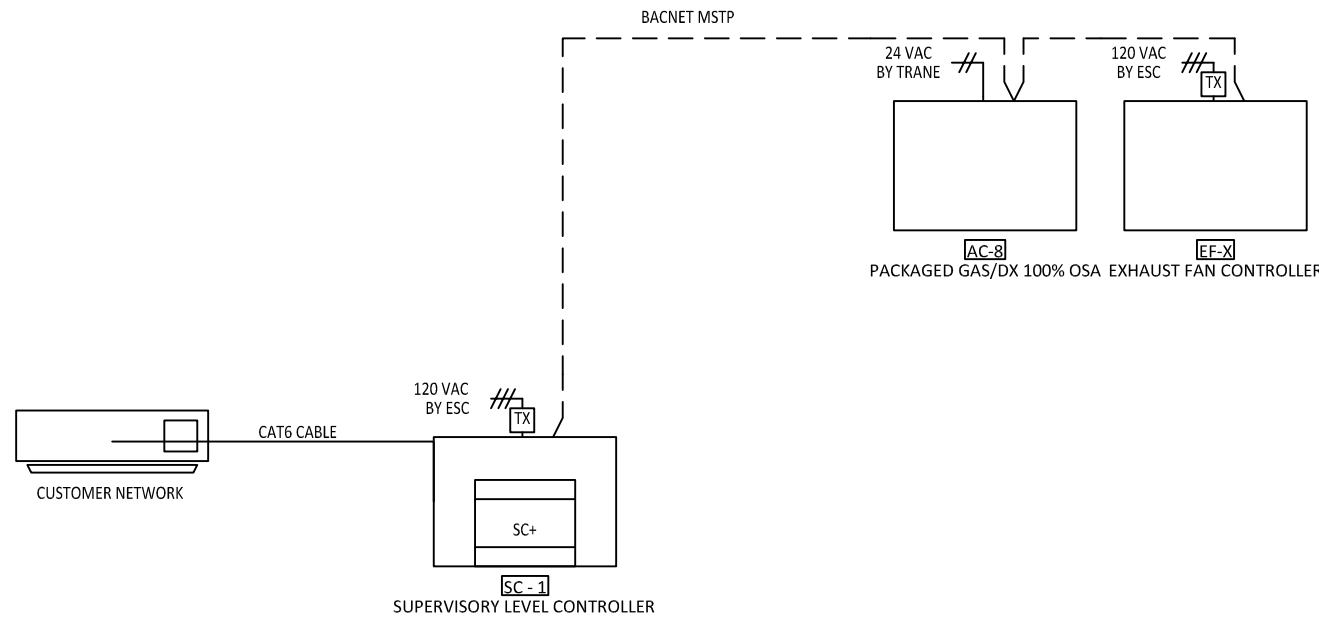 BACNET MSTP
24 VAC
BY TRANE
120 VAC
BY ESC
TX
AC-8
EF-X
PACKAGED GAS/DX 100% OSA
EXHAUST FAN CONTROLLER
120 VAC
BY ESC
TX
CAT6 CABLE
CUSTOMER NETWORK
SC+
SC - 1
SUPERVISORY LEVEL CONTROLLER